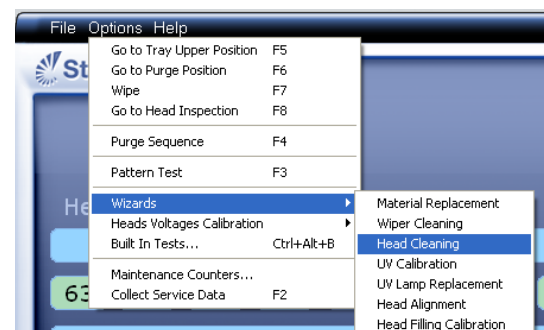 File Options Help
St
Go to Tray Upper Position F5
Go to Purge Position F6
Wipe F7
Go to Head Inspection F8
Purge Sequence F4
Pattern Test F3
He
Wizards
Heads Voltages Calibration
Built In Tests... Ctrl+Alt+B
Maintenance Counters...
63
Collect Service Data F2
Material Replacement
Wiper Cleaning
Head Cleaning
UV Calibration
UV Lamp Replacement
Head Alignment
Head Filling Calibration